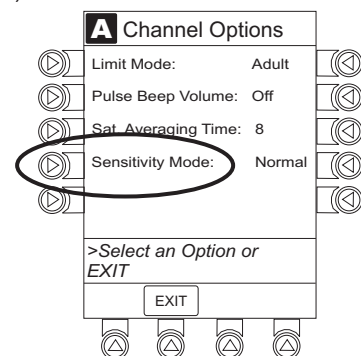 A Channel Options
Limit Mode: Adult
Pulse Beep Volume: Off
Sat. Averaging Time: 8
Sensitivity Mode: Normal
>Select an Option or
EXIT
EXIT